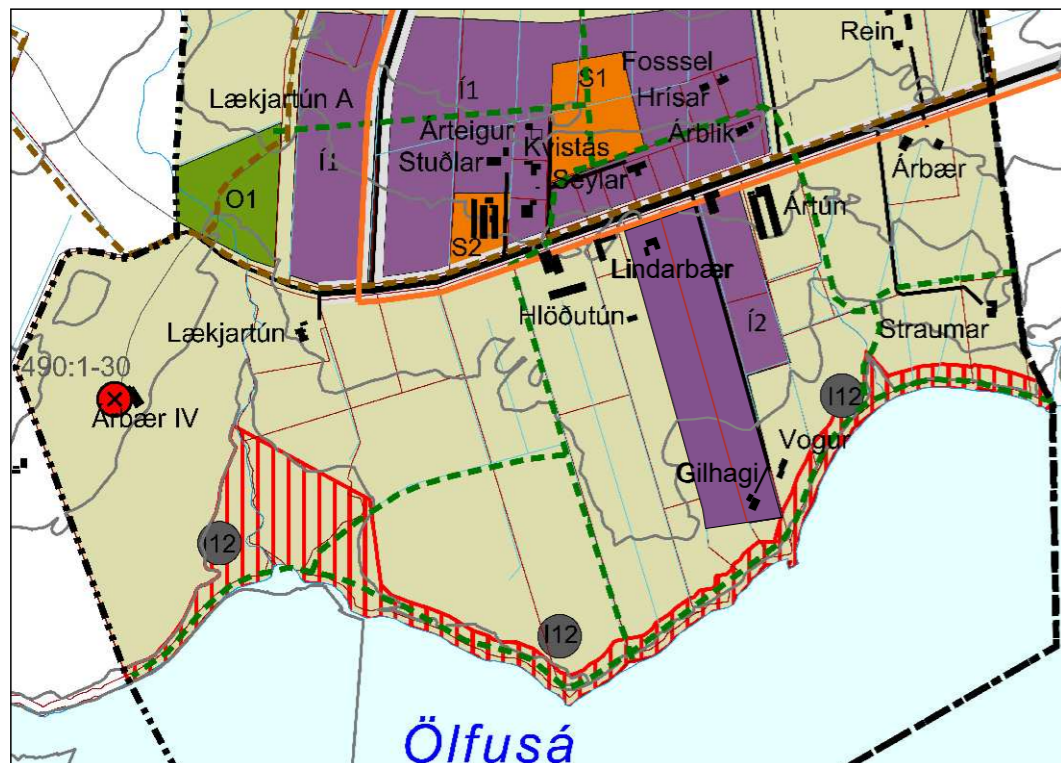 Rein
Fosssel
S1
Lækjartún A
Í1
Hrísar
Árteigur
Árblik
Kvistás
Stuðlar
Í1
Seylar
Árbær
O1
Ártún
S2
Lindarbær
Hlöðutún
Í2
Straumar
Lækjartún
490:1-30
I12
Árbær IV
Vogur
Gilhagi
I12
I12
Ölfusá